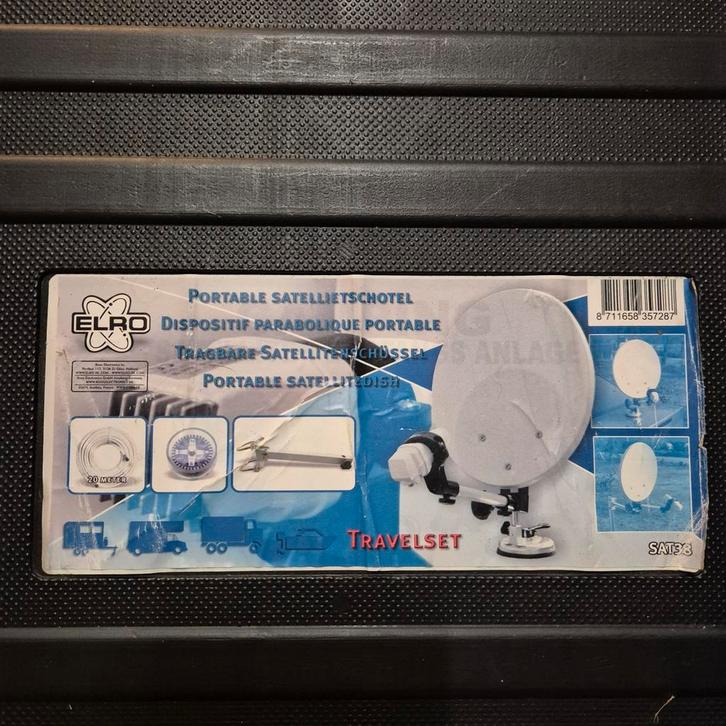 ELRO
PORTABLE SATELLIETSCHOTEL
DISPOSITIF PARABOLIQUE PORTABLE
TRAGBARE SATELLITENSCHÜSSEL
PORTABLE SATELLITEDISH
8 711658 357287
20 METER
TRAVELSET
SAT38